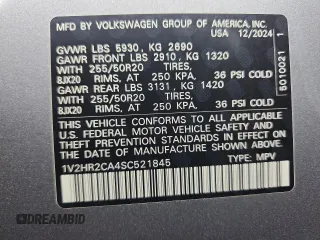 MFD BY VOLKSWAGEN GROUP OF AMERICA, INC.
USA 12/2024
GVWR LBS 5930, KG 2690
GAWR FRONT LBS 2910, KG 1320
WITH 255/50R20 TIRES,
8JX20 RIMS, AT 250 KPA. 36 PSI COLD
GAWR REAR LBS 3131, KG 1420
WITH 255/50R20 TIRES,
8JX20 RIMS, AT 250 KPA. 36 PSI COLD
THIS VEHICLE CONFORMS TO ALL APPLICABLE
U.S. FEDERAL MOTOR VEHICLE SAFETY AND
THEFT PREVENTION STANDARDS IN EFFECT
ON THE DATE OF MANUFACTURE SHOWN ABOVE.
1V2HR2CA4SC521845 TYPE: MPV
5010021 1
© DREAMBID